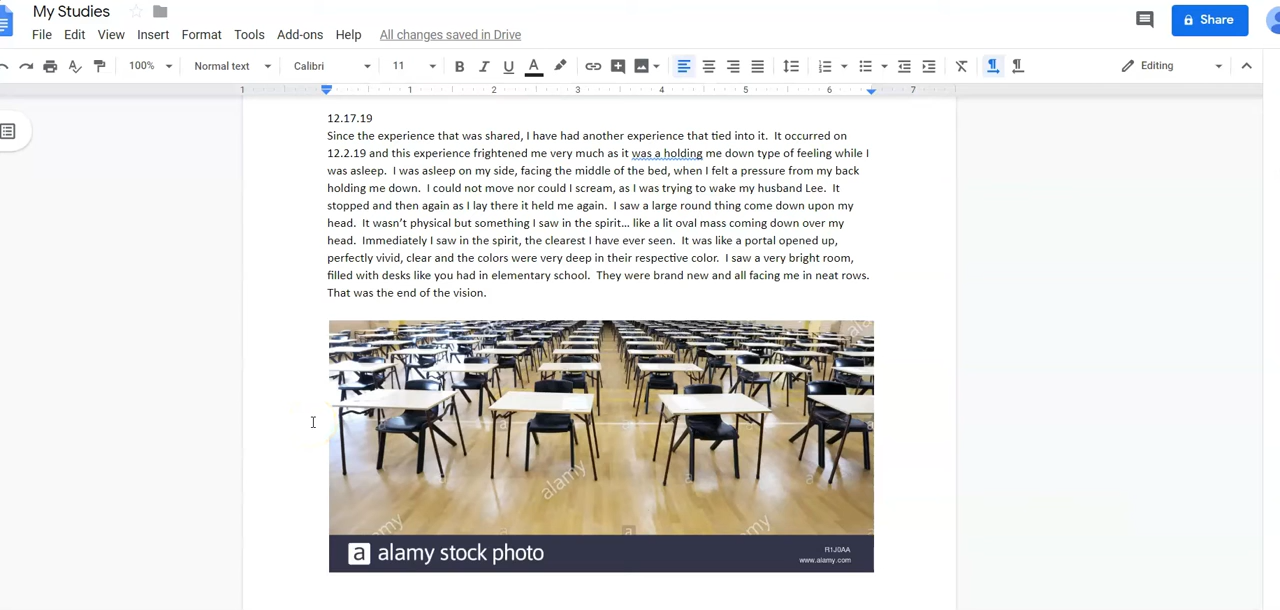 My Studies
File Edit View Insert Format Tools Add-ons Help All changes saved in Drive
Share
100% Normal text Calibri 11 B I U A Editing
1 1 2 3 4 5 6 7
12.17.19
Since the experience that was shared, I have had another experience that tied into it.  It occurred on
12.2.19 and this experience frightened me very much as it was a holding me down type of feeling while I
was asleep.  I was asleep on my side, facing the middle of the bed, when I felt a pressure from my back
holding me down.  I could not move nor could I scream, as I was trying to wake my husband Lee.  It
stopped and then again as I lay there it held me again.  I saw a large round thing come down upon my
head.  It wasn't physical but something I saw in the spirit… like a lit oval mass coming down over my
head.  Immediately I saw in the spirit, the clearest I have ever seen.  It was like a portal opened up,
perfectly vivid, clear and the colors were very deep in their respective color.  I saw a very bright room,
filled with desks like you had in elementary school.  They were brand new and all facing me in neat rows.
That was the end of the vision.
alamy
a alamy stock photo
R1J0AA
www.alamy.com